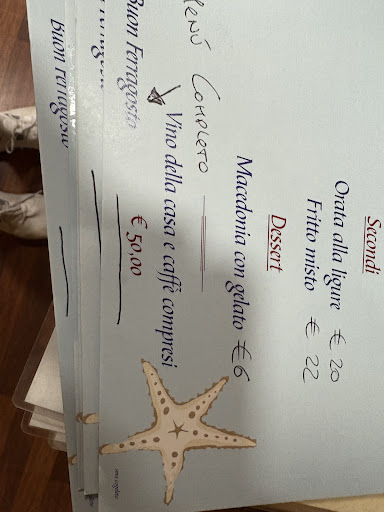 Secondi
Orata alla ligure € 20
Fritto misto € 22
Dessert
Macedonia con gelato € 6
MENÚ COMPLETO
Vino della casa e caffè compresi
€ 50,00
Buon Ferragosto
Buon Ferragosto